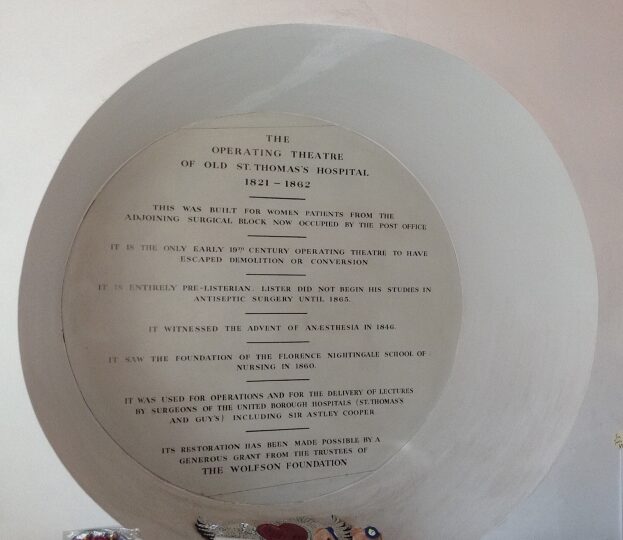 THE
OPERATING THEATRE
OF OLD ST. THOMAS'S HOSPITAL
1821 – 1862
THIS WAS BUILT FOR WOMEN PATIENTS FROM THE
ADJOINING SURGICAL BLOCK NOW OCCUPIED BY THE POST OFFICE
IT IS THE ONLY EARLY 19TH CENTURY OPERATING THEATRE TO HAVE
ESCAPED DEMOLITION OR CONVERSION
IT IS ENTIRELY PRE-LISTERIAN. LISTER DID NOT BEGIN HIS STUDIES IN
ANTISEPTIC SURGERY UNTIL 1865.
IT WITNESSED THE ADVENT OF ANÆSTHESIA IN 1846.
IT SAW THE FOUNDATION OF THE FLORENCE NIGHTINGALE SCHOOL OF
NURSING IN 1860.
IT WAS USED FOR OPERATIONS AND FOR THE DELIVERY OF LECTURES
BY SURGEONS OF THE UNITED BOROUGH HOSPITALS (ST. THOMAS'S
AND GUY'S) INCLUDING SIR ASTLEY COOPER
ITS RESTORATION HAS BEEN MADE POSSIBLE BY A
GENEROUS GRANT FROM THE TRUSTEES OF
THE WOLFSON FOUNDATION